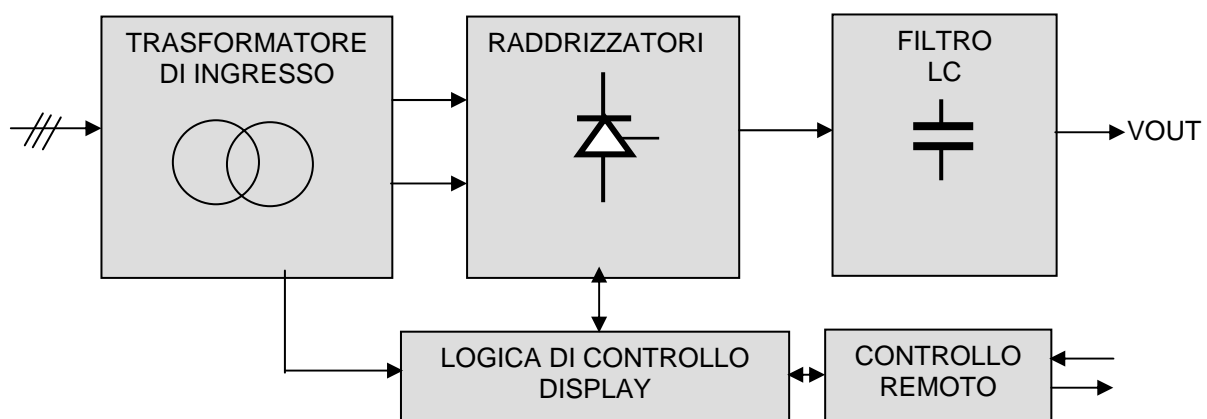 TRASFORMATORE
DI INGRESSO
RADDRIZZATORI
FILTRO
LC
VOUT
LOGICA DI CONTROLLO
DISPLAY
CONTROLLO
REMOTO